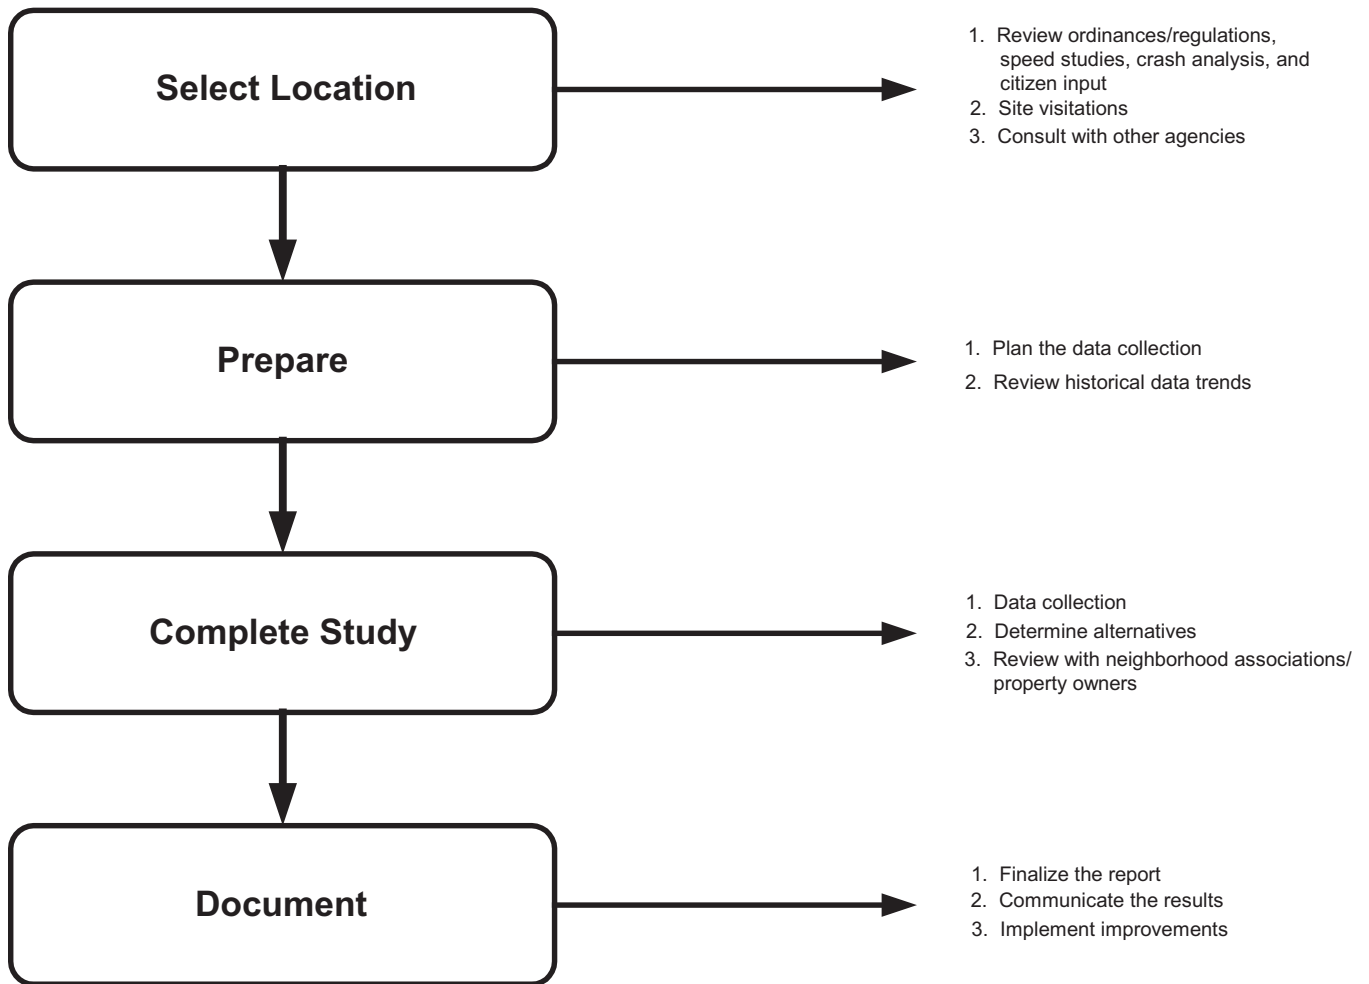 Select Location
1. Review ordinances/regulations,
speed studies, crash analysis, and
citizen input
2. Site visitations
3. Consult with other agencies
Prepare
1. Plan the data collection
2. Review historical data trends
Complete Study
1. Data collection
2. Determine alternatives
3. Review with neighborhood associations/
property owners
Document
1. Finalize the report
2. Communicate the results
3. Implement improvements